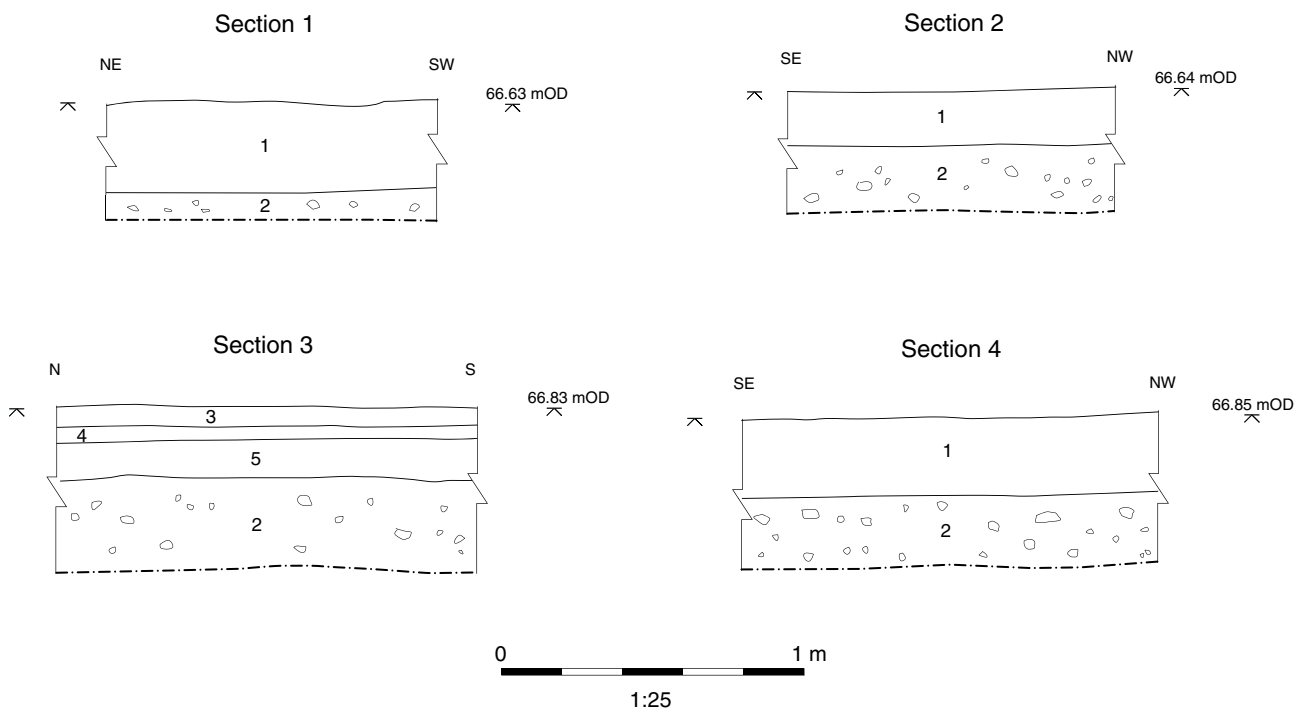 Section 1
NE
SW
66.63 mOD
1
2
Section 2
SE
NW
66.64 mOD
1
2
Section 3
N
S
66.83 mOD
3
4
5
2
Section 4
SE
NW
66.85 mOD
1
2
0
1 m
1:25